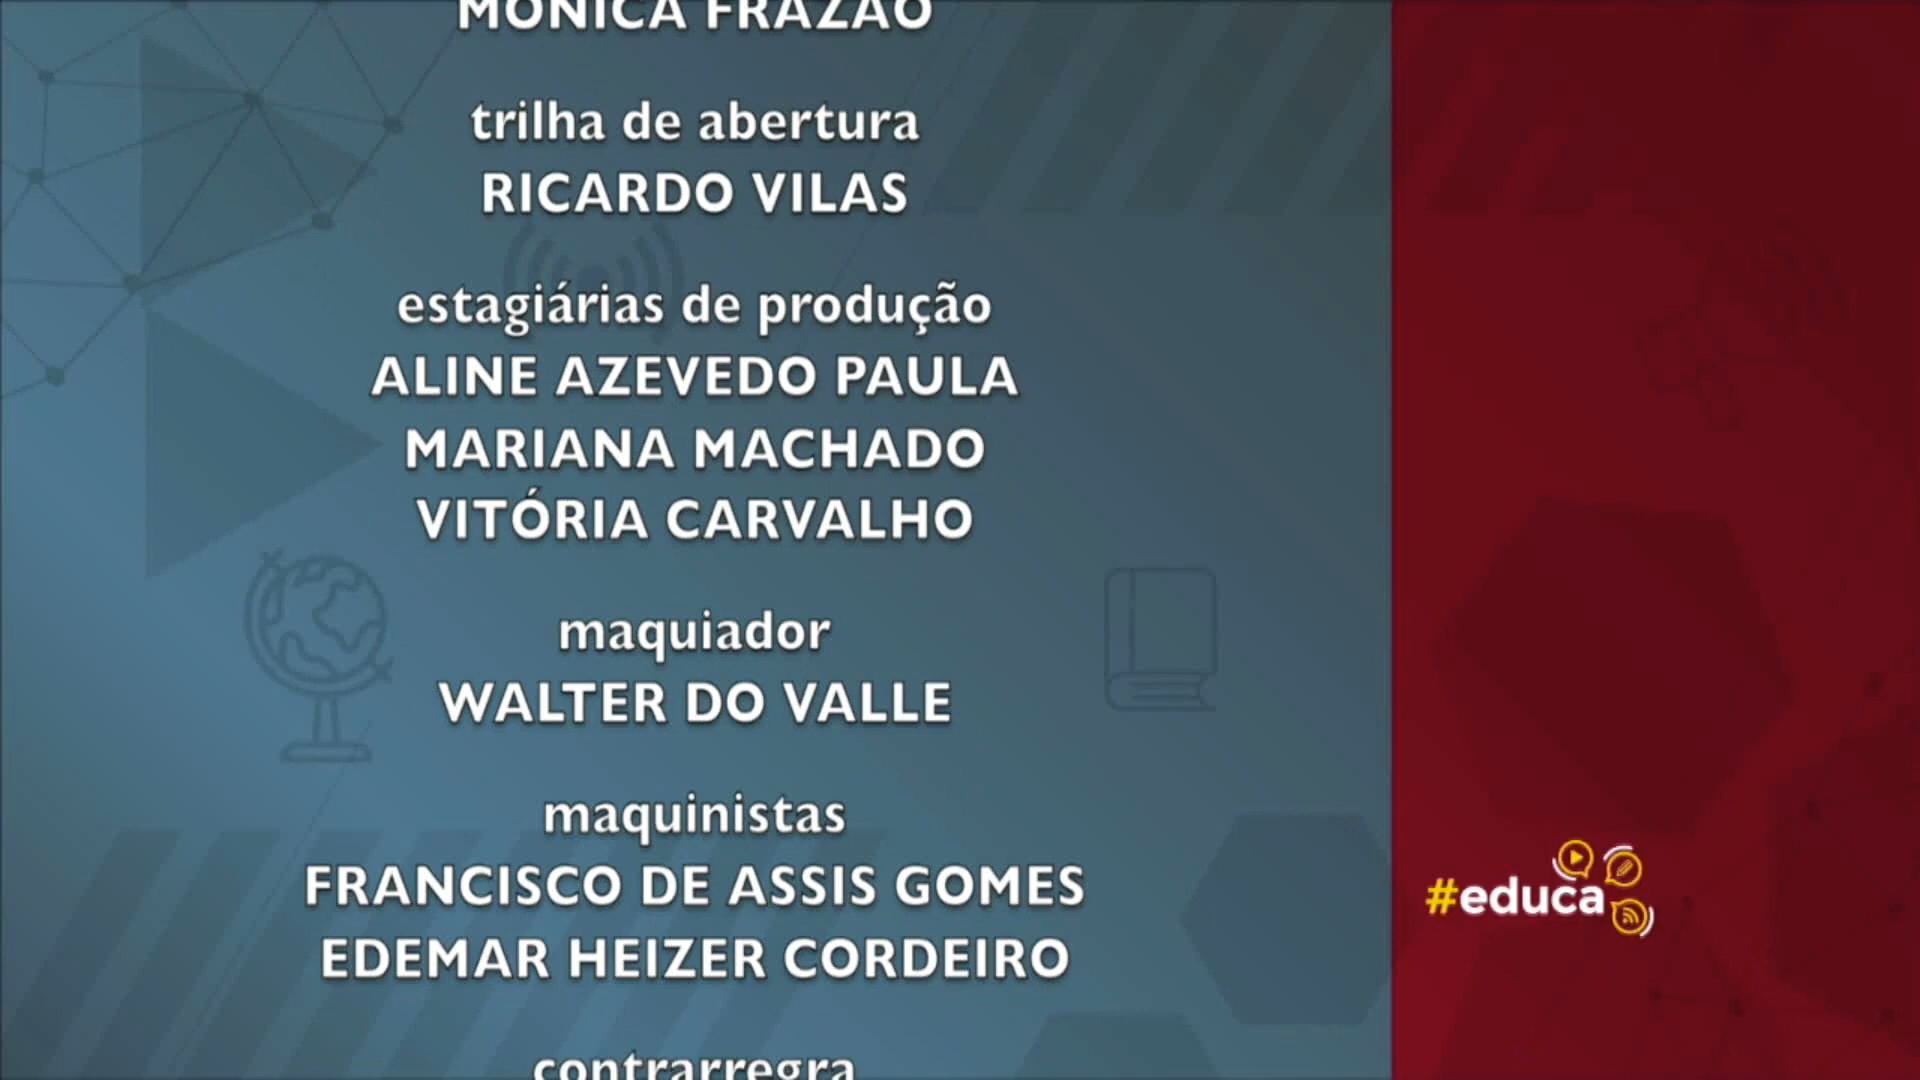 MÔNICA FRAZÃO
trilha de abertura
RICARDO VILAS
estagiárias de produção
ALINE AZEVEDO PAULA
MARIANA MACHADO
VITÓRIA CARVALHO
maquiador
WALTER DO VALLE
maquinistas
FRANCISCO DE ASSIS GOMES
EDEMAR HEIZER CORDEIRO
contrarregra
#educa